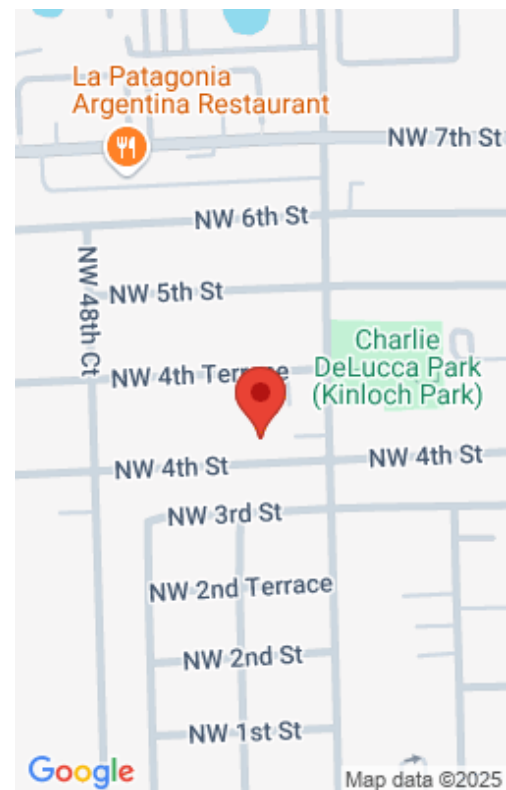 La Patagonia
Argentina Restaurant
NW 7th St
NW 6th St
NW 48th Ct
NW 5th St
Charlie
DeLucca Park
(Kinloch Park)
NW 4th Terrace
NW 4th St
NW 4th St
NW 3rd St
NW 2nd Terrace
NW 2nd St
NW 1st St
Google
Map data ©2025